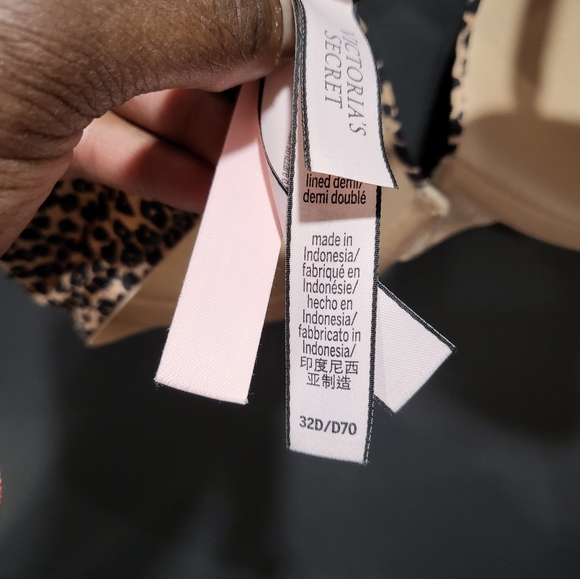 VICTORIA'S
SECRET
lined demi/
demi doublé
made in
Indonesia/
fabriqué en
Indonésie/
hecho en
Indonesia/
fabbricato in
Indonesia/
印度尼西
亚制造
32D/D70